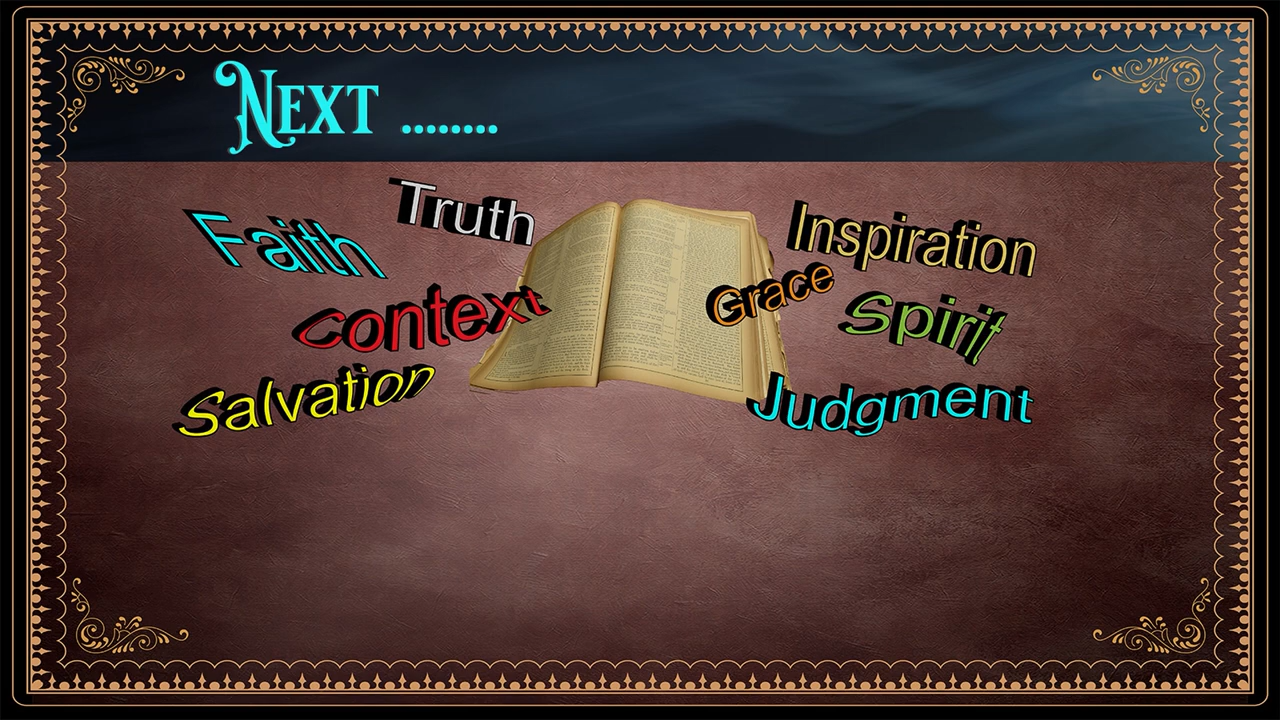 Next ........
Truth
Faith
context
Salvation
Inspiration
Grace
Spirit
Judgment